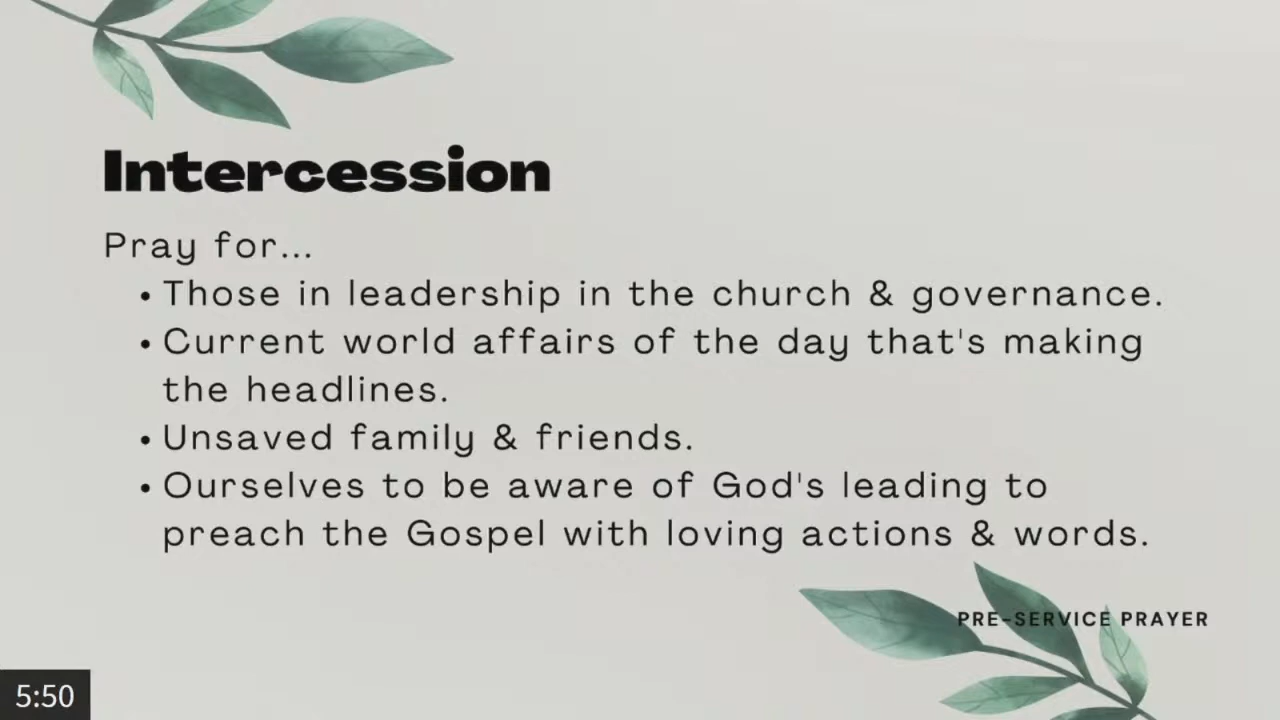 Intercession
Pray for...
• Those in leadership in the church & governance.
• Current world affairs of the day that's making
the headlines.
• Unsaved family & friends.
• Ourselves to be aware of God's leading to
preach the Gospel with loving actions & words.
PRE-SERVICE PRAYER
5:50